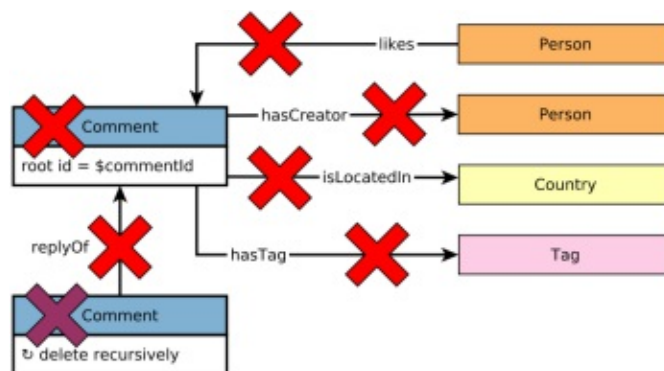 likes
Person
hasCreator
Person
Comment
root id = $commentId
isLocatedIn
Country
replyOf
hasTag
Tag
Comment
↻ delete recursively